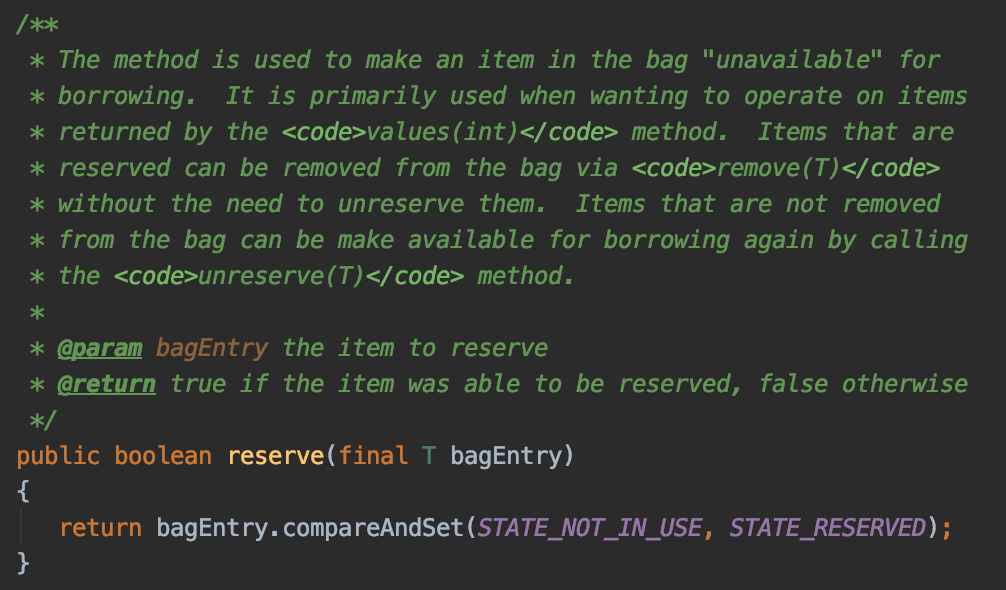 /**
 * The method is used to make an item in the bag "unavailable" for
 * borrowing.  It is primarily used when wanting to operate on items
 * returned by the <code>values(int)</code> method.  Items that are
 * reserved can be removed from the bag via <code>remove(T)</code>
 * without the need to unreserve them.  Items that are not removed
 * from the bag can be make available for borrowing again by calling
 * the <code>unreserve(T)</code> method.
 *
 * @param bagEntry the item to reserve
 * @return true if the item was able to be reserved, false otherwise
 */
public boolean reserve(final T bagEntry)
{
   return bagEntry.compareAndSet(STATE_NOT_IN_USE, STATE_RESERVED);
}